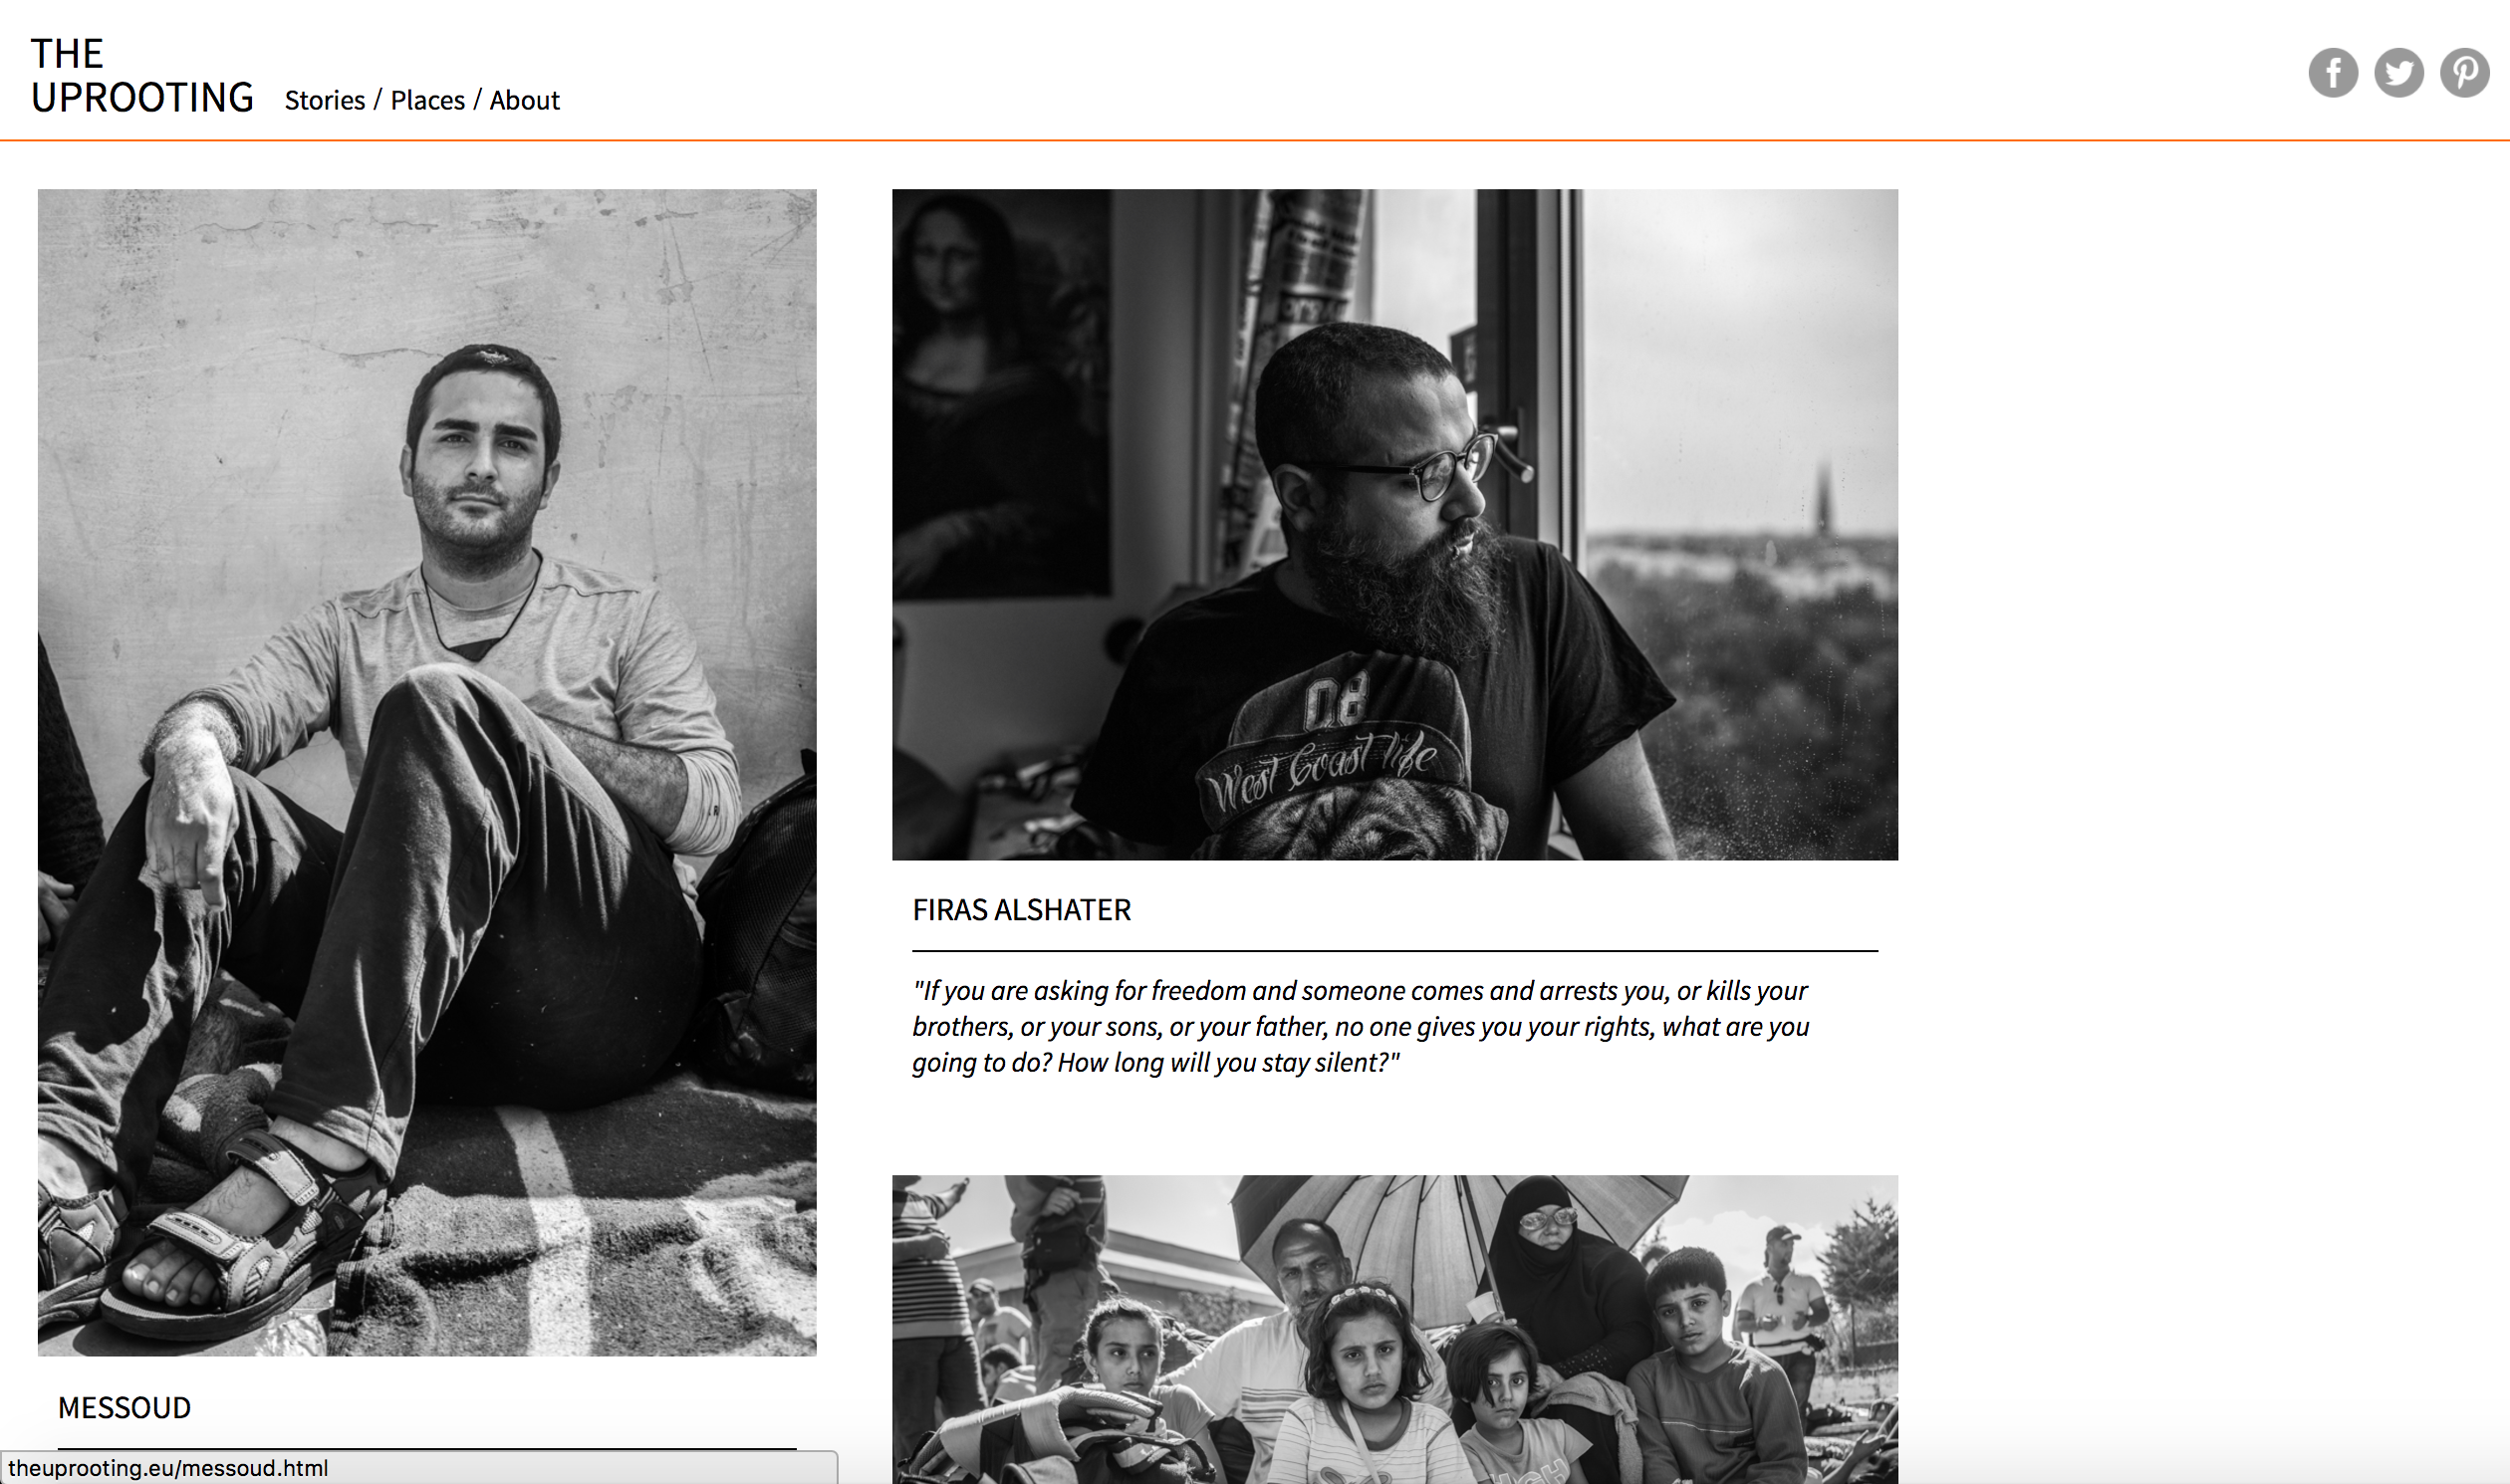 THE
UPROOTING
Stories / Places / About
08
West Coast life
FIRAS ALSHATER
"If you are asking for freedom and someone comes and arrests you, or kills your
brothers, or your sons, or your father, no one gives you your rights, what are you
going to do? How long will you stay silent?"
MESSOUD
theuprooting.eu/messoud.html